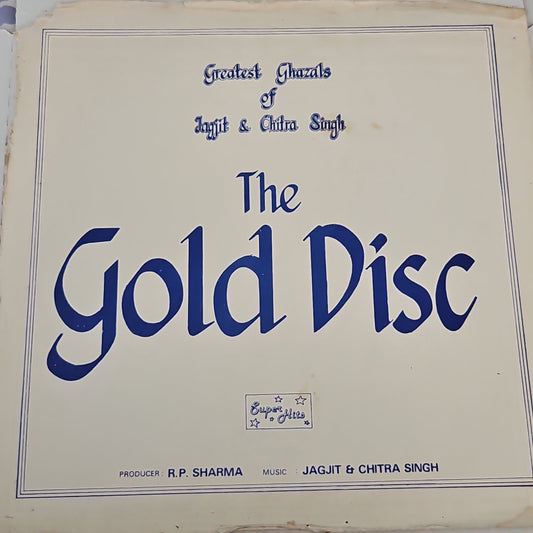 Greatest Ghazals
of
Jagjit & Chitra Singh
The
Gold Disc
Super
Hits
PRODUCER : R.P. SHARMA MUSIC : JAGJIT & CHITRA SINGH